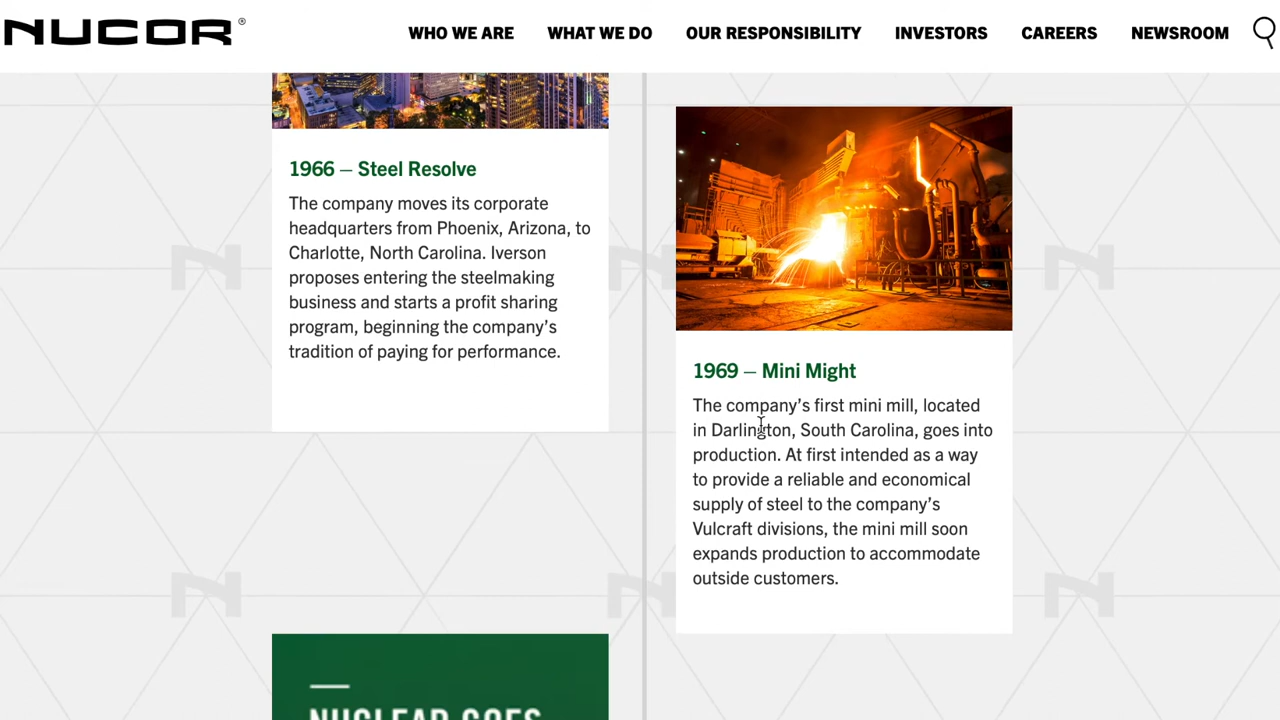 NUCOR®
WHO WE ARE WHAT WE DO OUR RESPONSIBILITY INVESTORS CAREERS NEWSROOM
1966 – Steel Resolve
The company moves its corporate
headquarters from Phoenix, Arizona, to
Charlotte, North Carolina. Iverson
proposes entering the steelmaking
business and starts a profit sharing
program, beginning the company's
tradition of paying for performance.
1969 – Mini Might
The company's first mini mill, located
in Darlington, South Carolina, goes into
production. At first intended as a way
to provide a reliable and economical
supply of steel to the company's
Vulcraft divisions, the mini mill soon
expands production to accommodate
outside customers.
NUCLEAR GOES